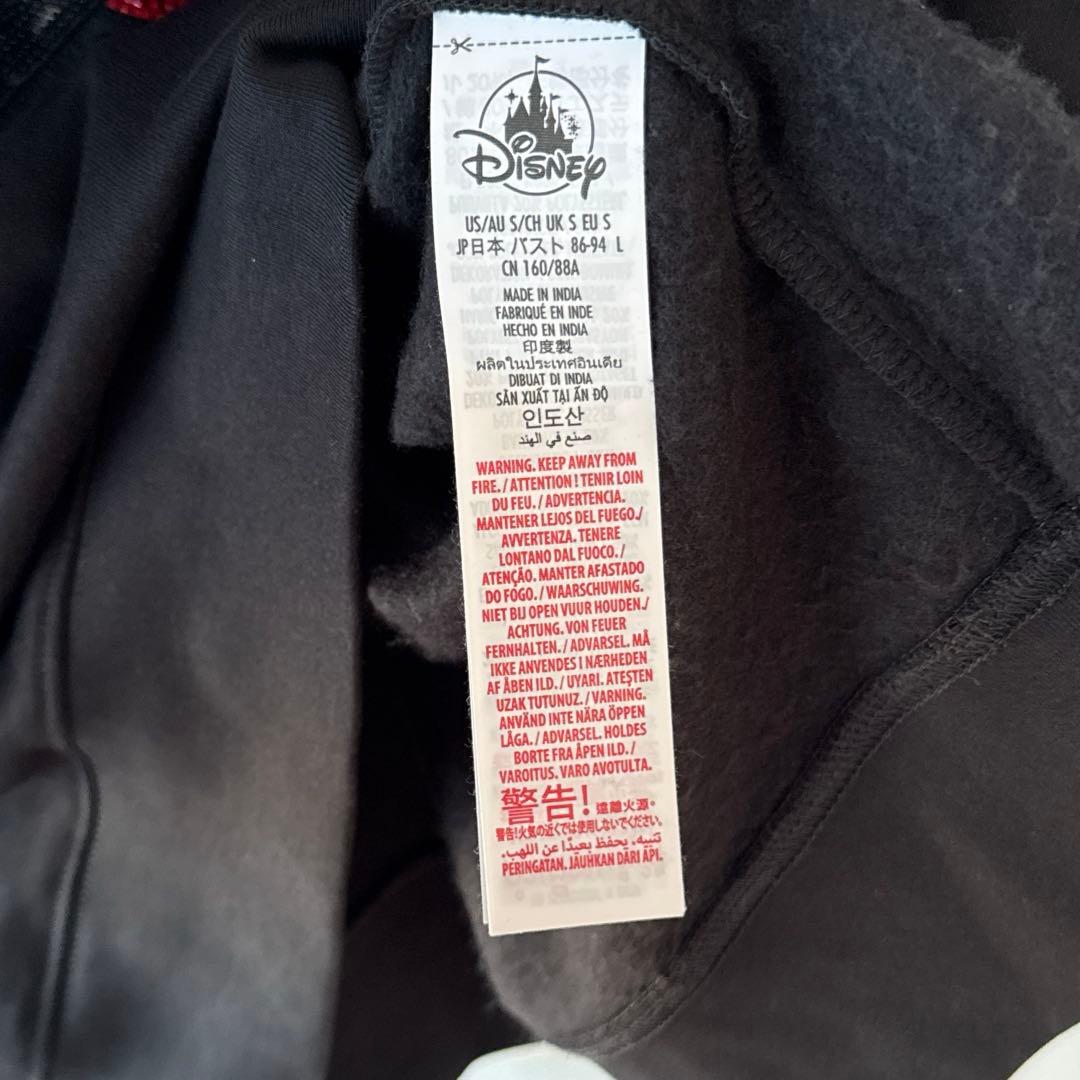 Disney
US/AU S/CH UK S EU S
JP日本 バスト 86-94 L
CN 160/88A
MADE IN INDIA
FABRIQUÉ EN INDE
HECHO EN INDIA
印度製
ผลิตในประเทศอินเดีย
DIBUAT DI INDIA
SẢN XUẤT TẠI ẤN ĐỘ
인도산
صنع في الهند
WARNING. KEEP AWAY FROM
FIRE. / ATTENTION ! TENIR LOIN
DU FEU. / ADVERTENCIA.
MANTENER LEJOS DEL FUEGO./
AVVERTENZA. TENERE
LONTANO DAL FUOCO. /
ATENÇÃO. MANTER AFASTADO
DO FOGO. / WAARSCHUWING.
NIET BIJ OPEN VUUR HOUDEN./
ACHTUNG. VON FEUER
FERNHALTEN. / ADVARSEL. MÅ
IKKE ANVENDES I NÆRHEDEN
AF ÅBEN ILD. / UYARI. ATEŞTEN
UZAK TUTUNUZ. / VARNING.
ANVÄND INTE NÄRA ÖPPEN
LÅGA. / ADVARSEL. HOLDES
BORTE FRA ÅPEN ILD. /
VAROITUS. VARO AVOTULTA.
警告! 遠離火源。
警告!火気の近くでは使用しないでください。
تنبيه. يحفظ بعيدًا عن اللهب.
PERINGATAN. JAUHKAN DARI API.